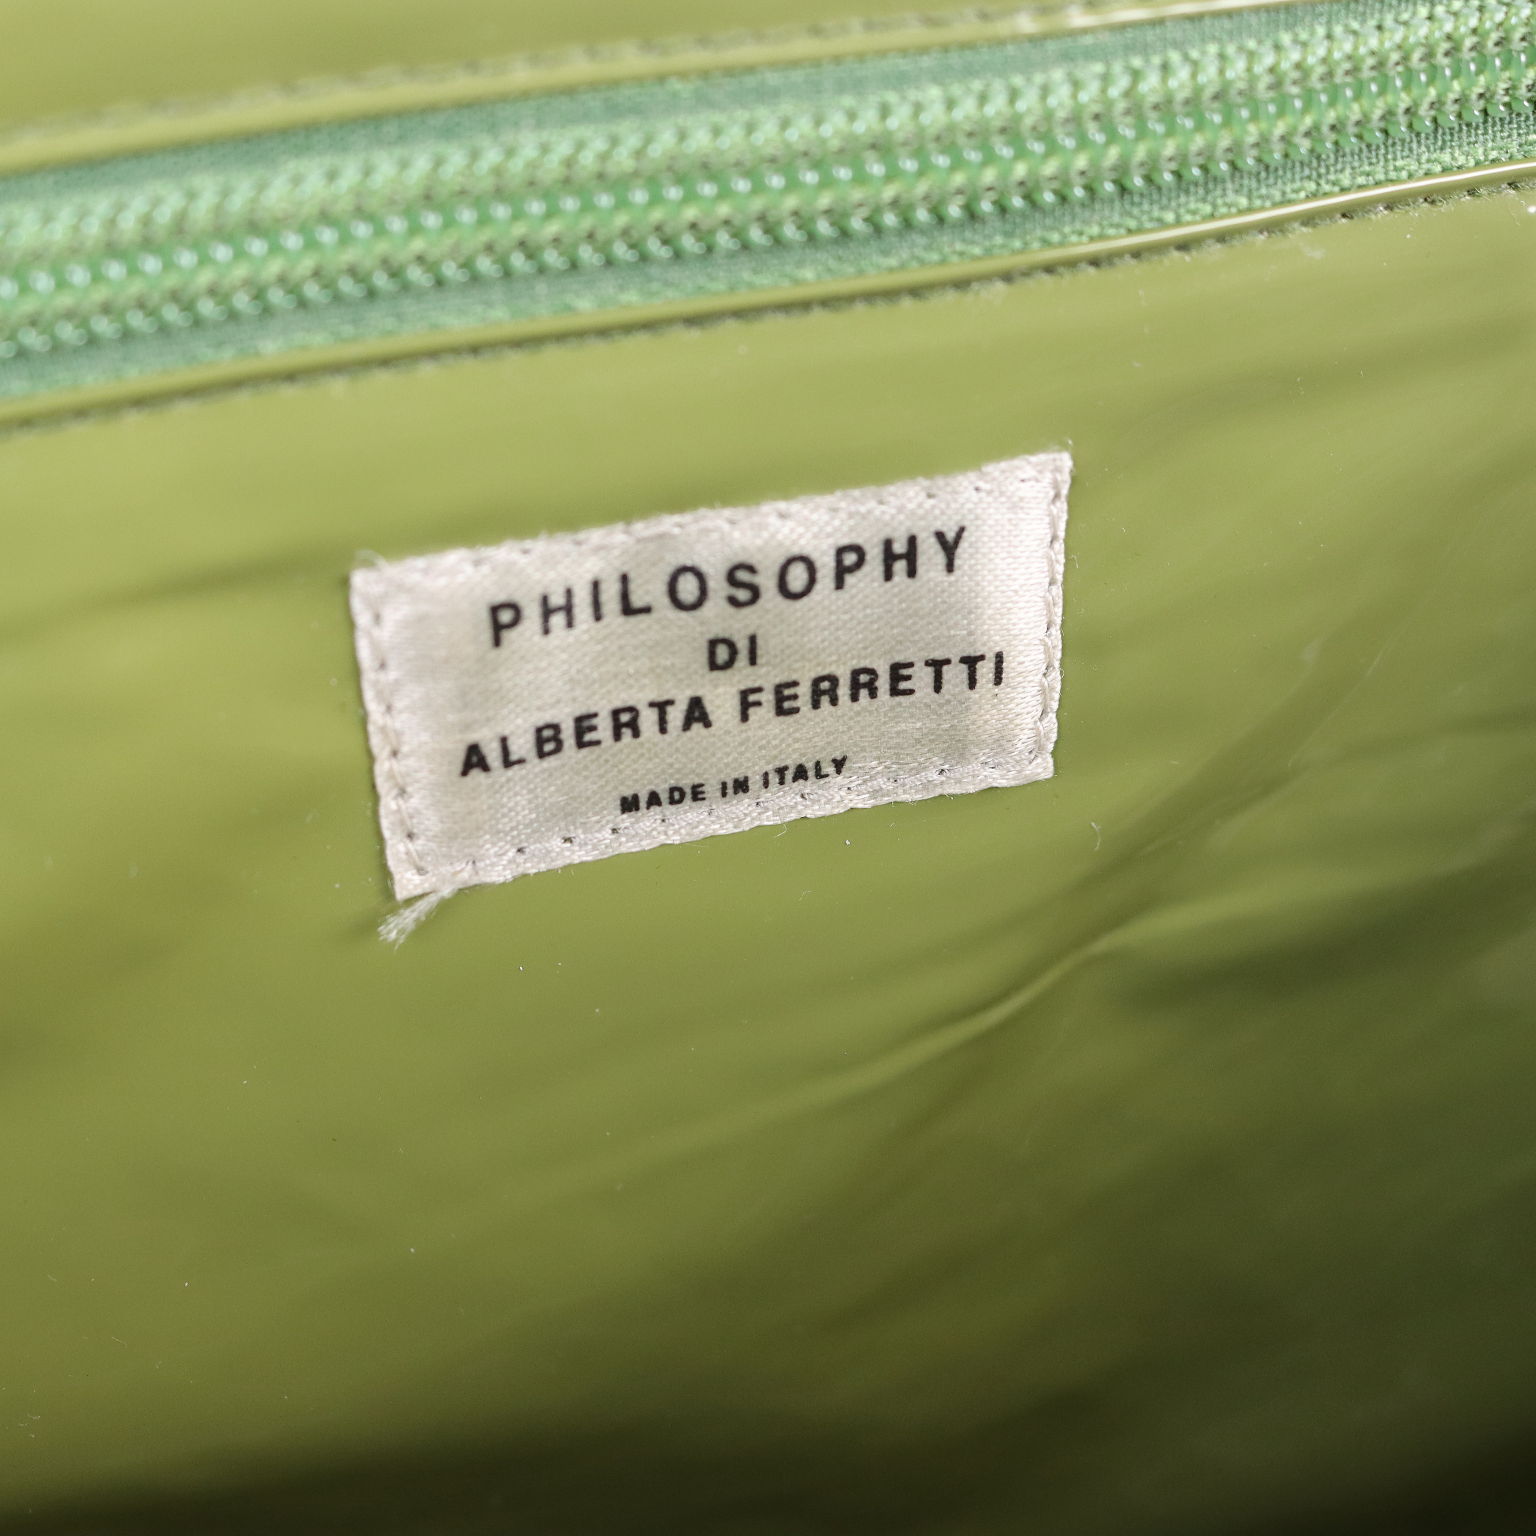 PHILOSOPHY
DI
ALBERTA FERRETTI
MADE IN ITALY